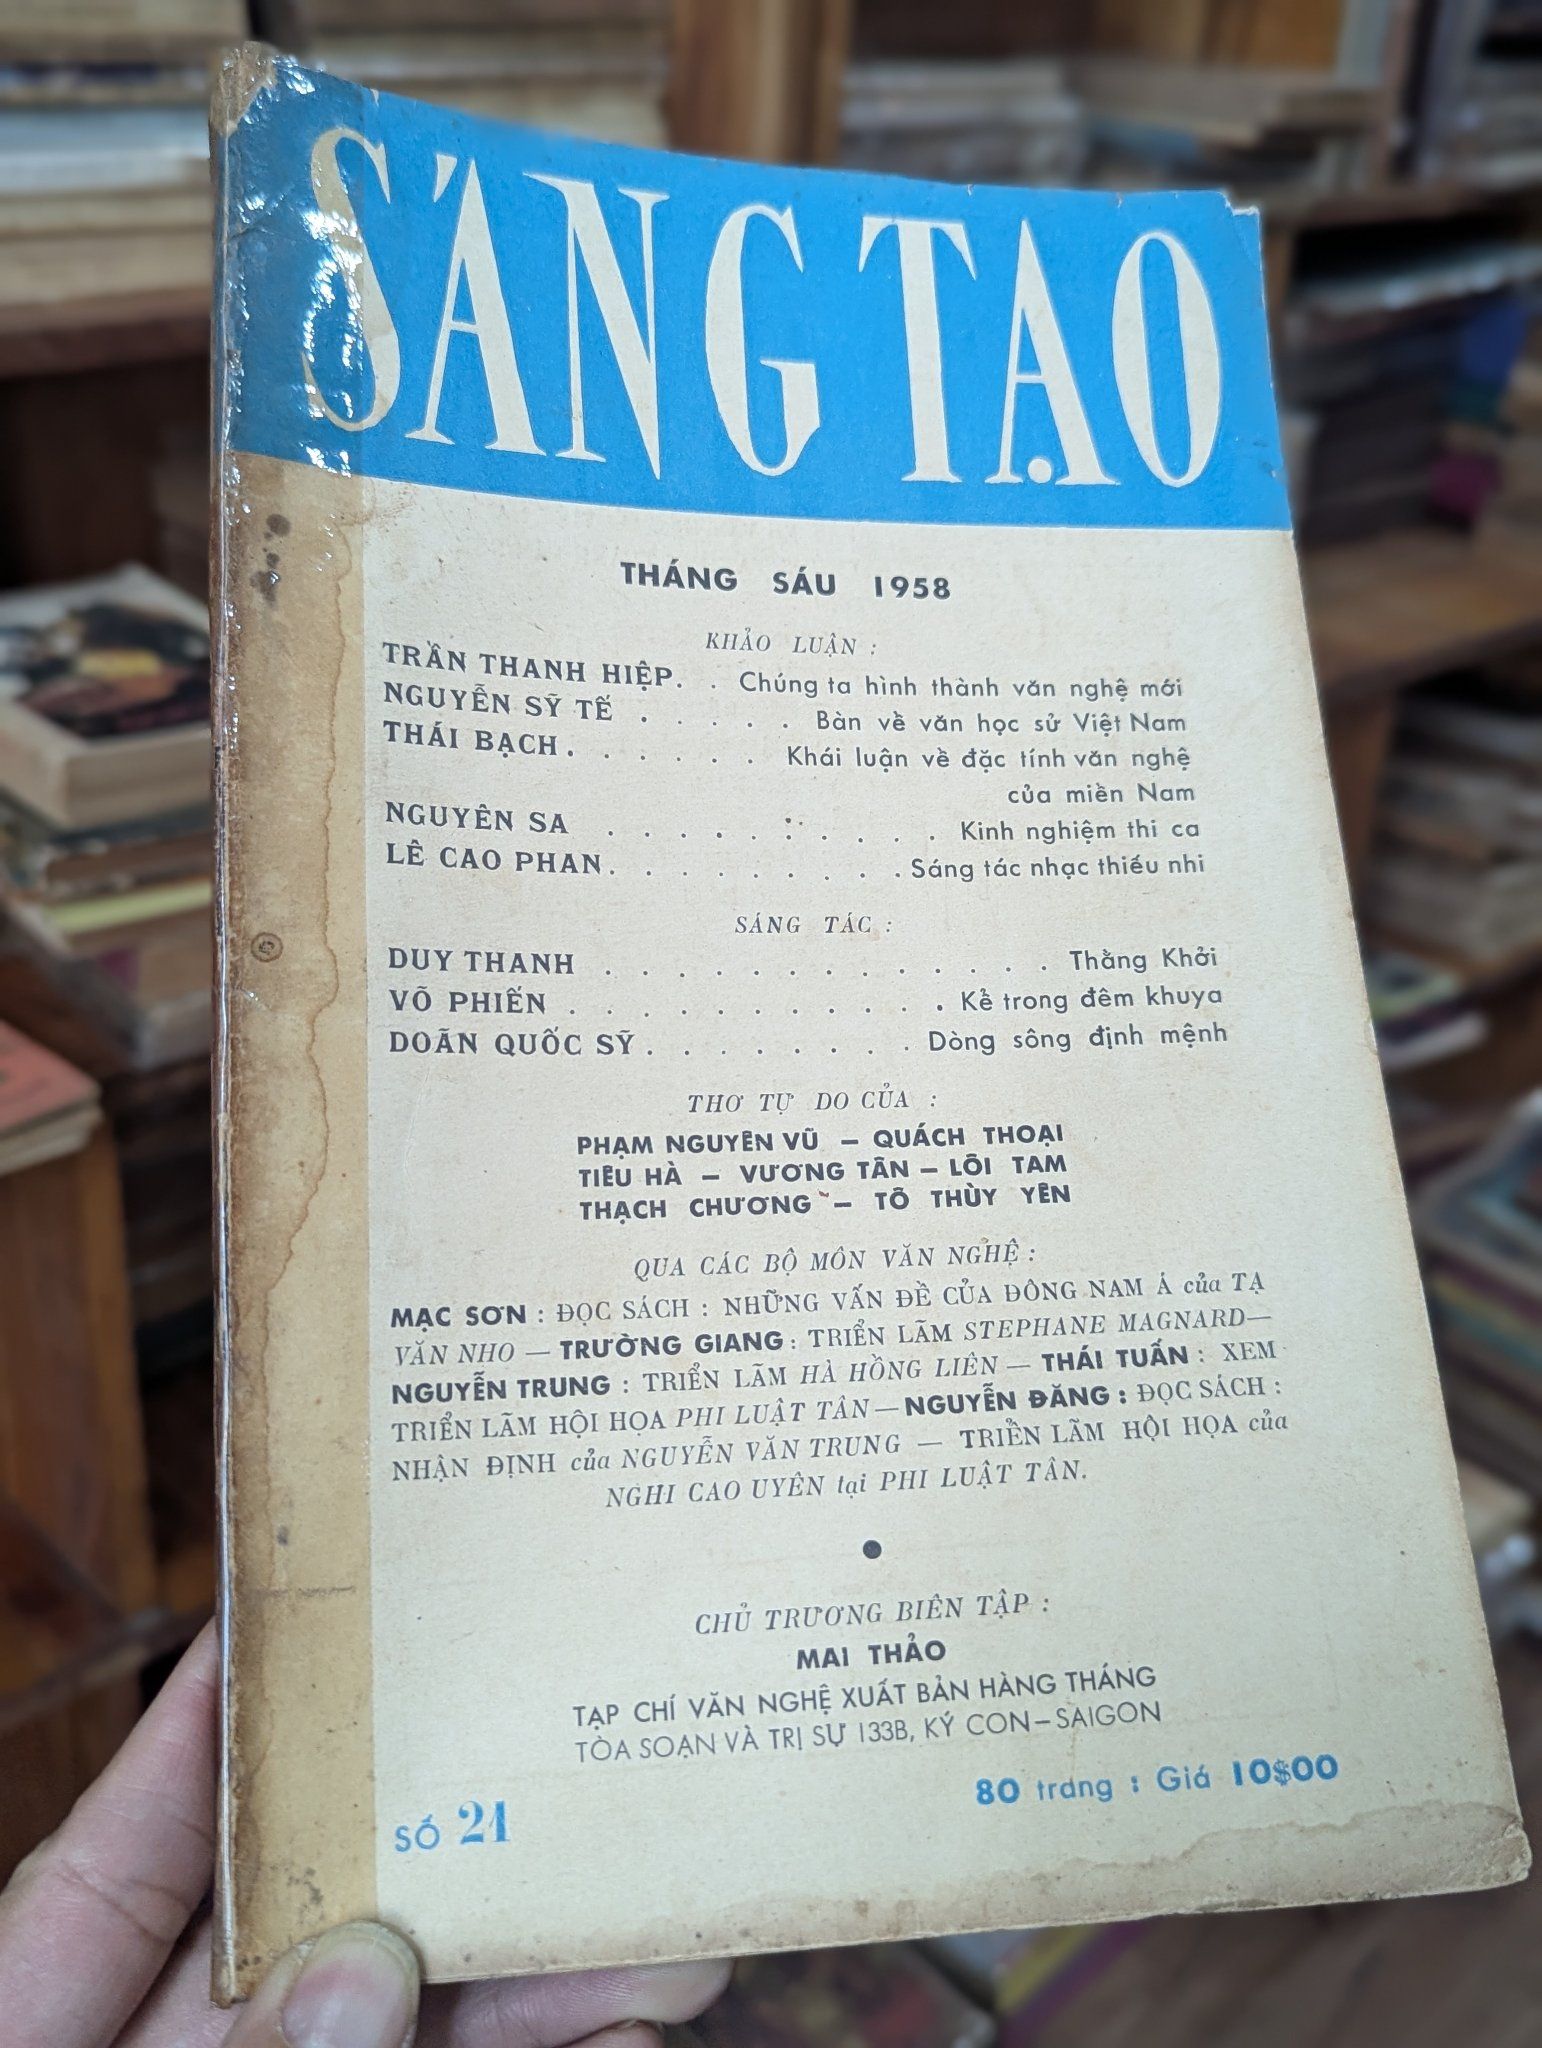 SÁNG TẠO
THÁNG SÁU 1958
KHẢO LUẬN :
TRẦN THANH HIỆP. . Chúng ta hình thành văn nghệ mới
NGUYỄN SỸ TẾ . . . . . Bàn về văn học sử Việt Nam
THÁI BẠCH . . . . . . Khái luận về đặc tính văn nghệ
của miền Nam
NGUYÊN SA . . . . . . . . . . Kinh nghiệm thi ca
LÊ CAO PHAN . . . . . . . . . Sáng tác nhạc thiếu nhi
SÁNG TÁC :
DUY THANH . . . . . . . . . . . . . Thằng Khởi
VÕ PHIẾN . . . . . . . . . . . Kể trong đêm khuya
DOÃN QUỐC SỸ . . . . . . . . Dòng sông định mệnh
THƠ TỰ DO CỦA :
PHẠM NGUYÊN VŨ – QUÁCH THOẠI
TIÊU HÀ – VƯƠNG TÂN – LÔI TAM
THẠCH CHƯƠNG – TÔ THÙY YÊN
QUA CÁC BỘ MÔN VĂN NGHỆ :
MẠC SƠN : ĐỌC SÁCH : NHỮNG VẤN ĐỀ CỦA ĐÔNG NAM Á của TẠ
VĂN NHO — TRƯỜNG GIANG : TRIỂN LÃM STEPHANE MAGNARD—
NGUYỄN TRUNG : TRIỂN LÃM HÀ HỒNG LIÊN — THÁI TUẤN : XEM
TRIỂN LÃM HỘI HỌA PHI LUẬT TÂN — NGUYỄN ĐĂNG : ĐỌC SÁCH :
NHẬN ĐỊNH của NGUYỄN VĂN TRUNG — TRIỂN LÃM HỘI HỌA của
NGHI CAO UYÊN tại PHI LUẬT TÂN.
CHỦ TRƯƠNG BIÊN TẬP :
MAI THẢO
TẠP CHÍ VĂN NGHỆ XUẤT BẢN HÀNG THÁNG
TÒA SOẠN VÀ TRỊ SỰ 133B, KÝ CON – SAIGON
80 trang : Giá 10$00
SỐ 21